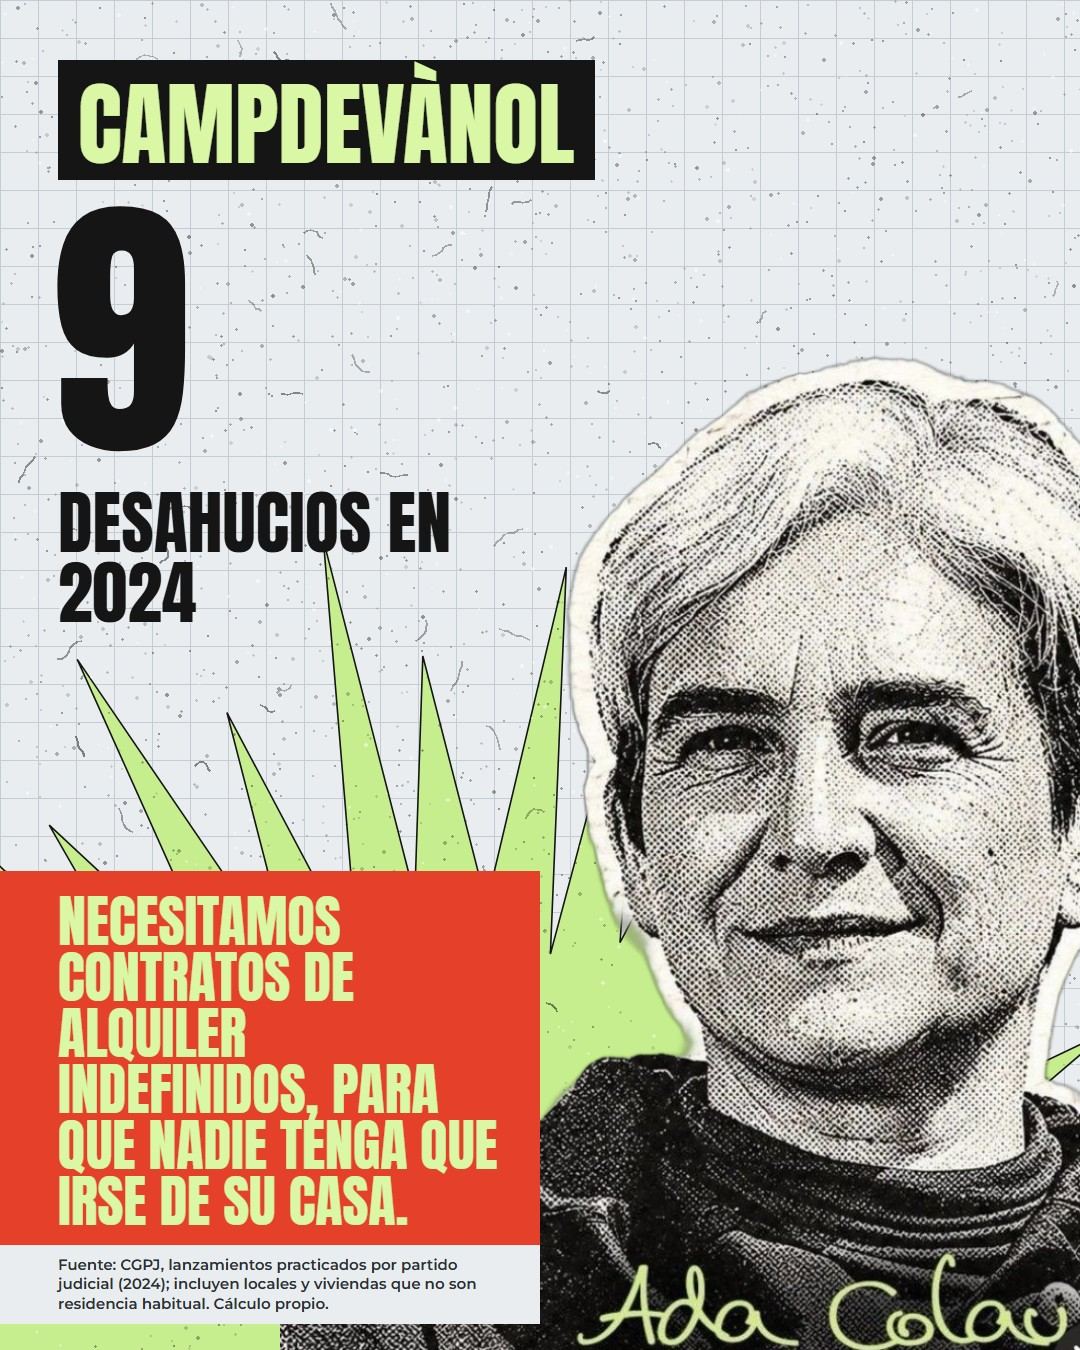 CAMPDEVÀNOL
9
DESAHUCIOS EN
2024
NECESITAMOS
CONTRATOS DE
ALQUILER
INDEFINIDOS, PARA
QUE NADIE TENGA QUE
IRSE DE SU CASA.
Fuente: CGPJ, lanzamientos practicados por partido
judicial (2024); incluyen locales y viviendas que no son
residencia habitual. Cálculo propio.
Ada Colau